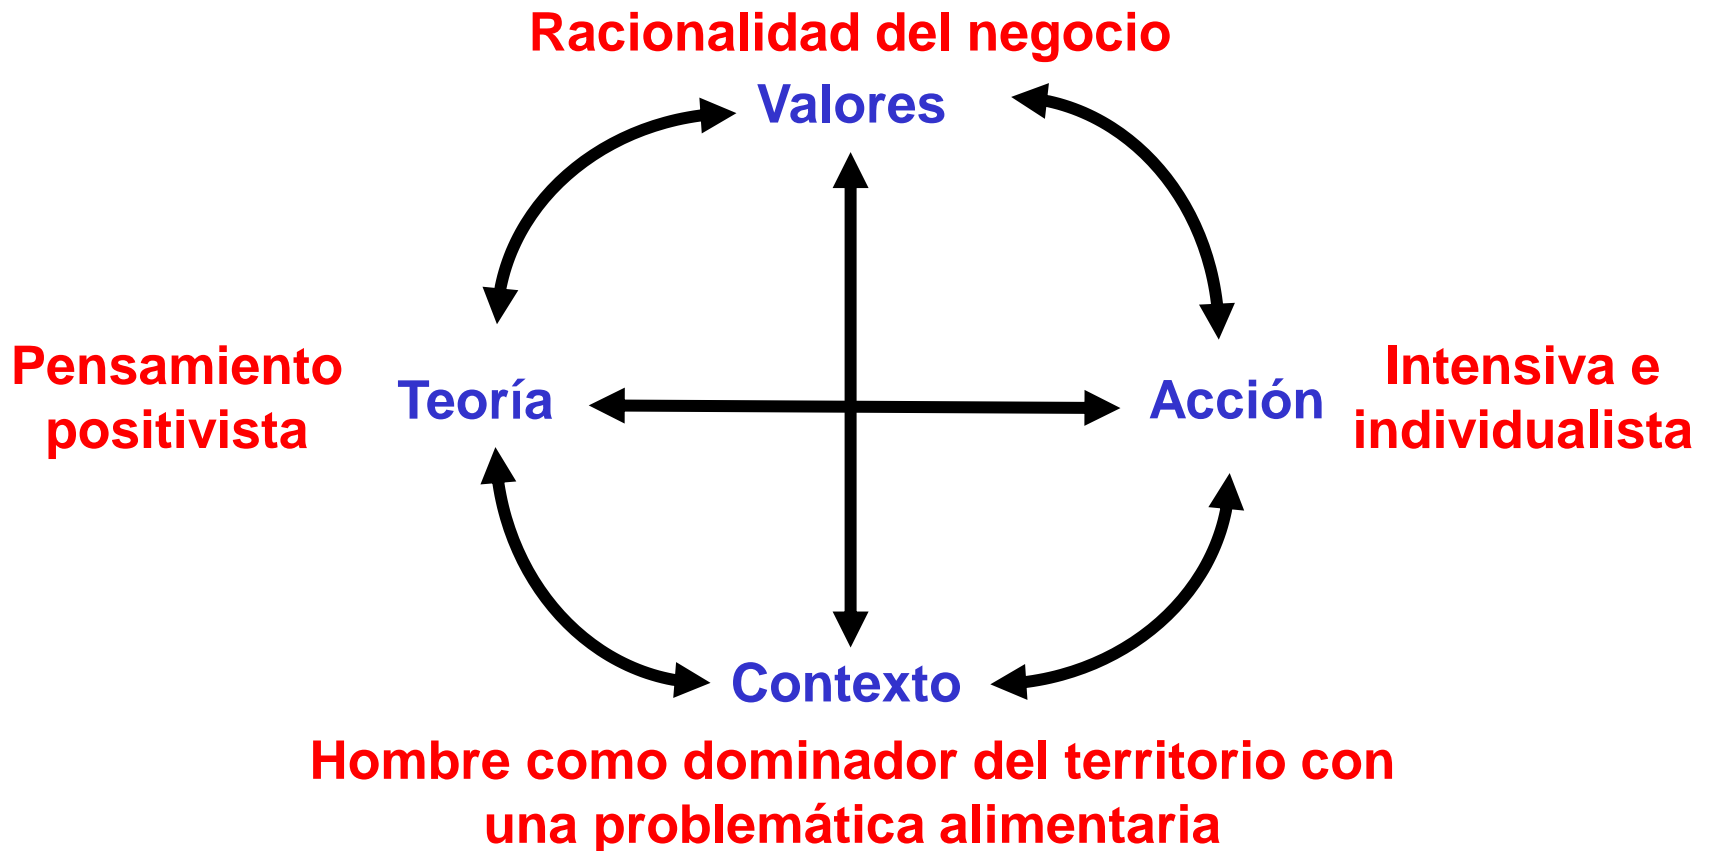 Racionalidad del negocio
Valores
Pensamiento
positivista
Teoría
Acción
Intensiva e
individualista
Contexto
Hombre como dominador del territorio con
una problemática alimentaria